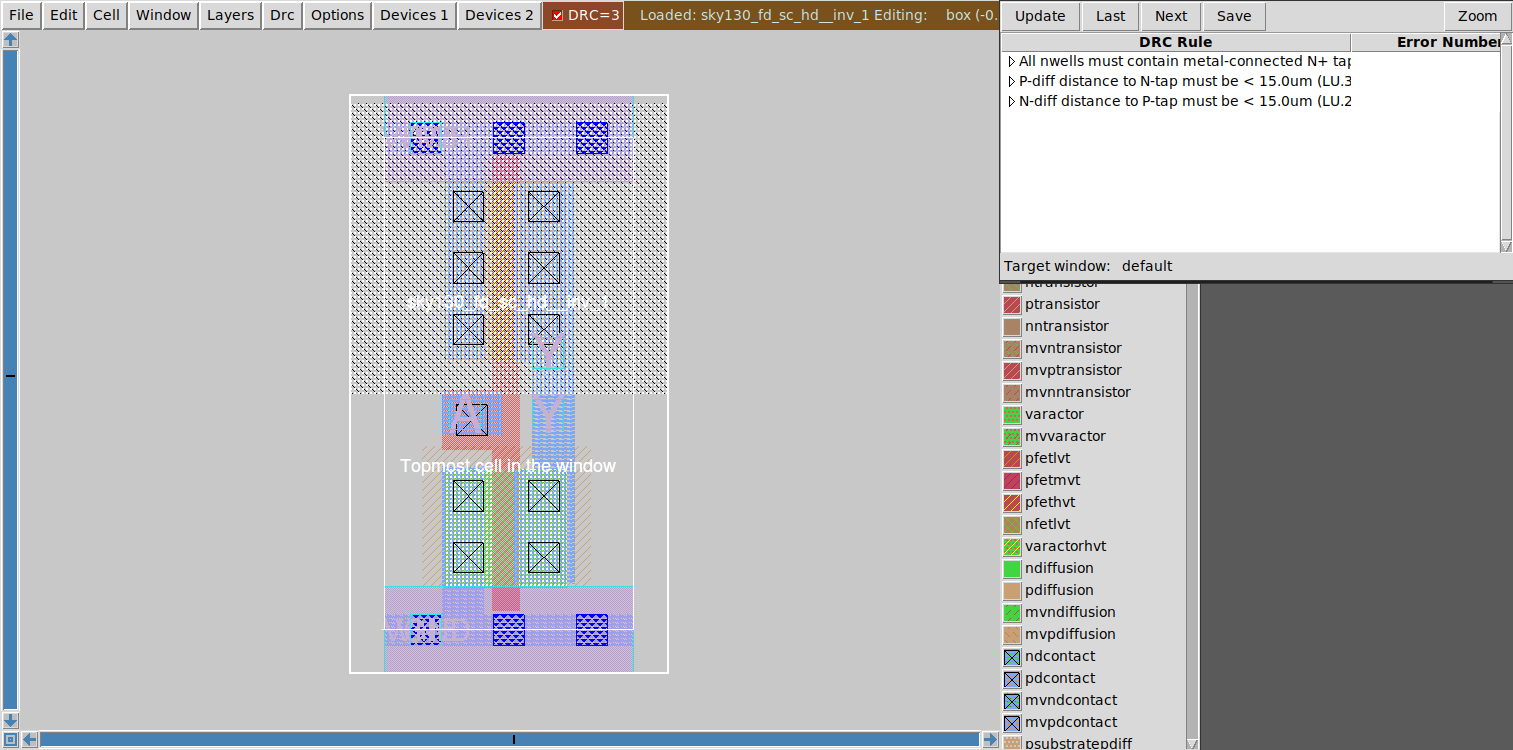 File Edit Cell Window Layers Drc Options Devices 1 Devices 2 DRC=3 Loaded: sky130_fd_sc_hd__inv_1 Editing: box (-0.
Update Last Next Save Zoom
DRC Rule Error Number
All nwells must contain metal-connected N+ tap
P-diff distance to N-tap must be < 15.0um (LU.3
N-diff distance to P-tap must be < 15.0um (LU.2
Target window: default
sky130_fd_sc_hd__inv_1
Y
A Y
Topmost cell in the window
ntransistor
ptransistor
nntransistor
mvntransistor
mvptransistor
mvnntransistor
varactor
mvvaractor
pfetlvt
pfetmvt
pfethvt
nfetlvt
varactorhvt
ndiffusion
pdiffusion
mvndiffusion
mvpdiffusion
ndcontact
pdcontact
mvndcontact
mvpdcontact
psubstratepdiff